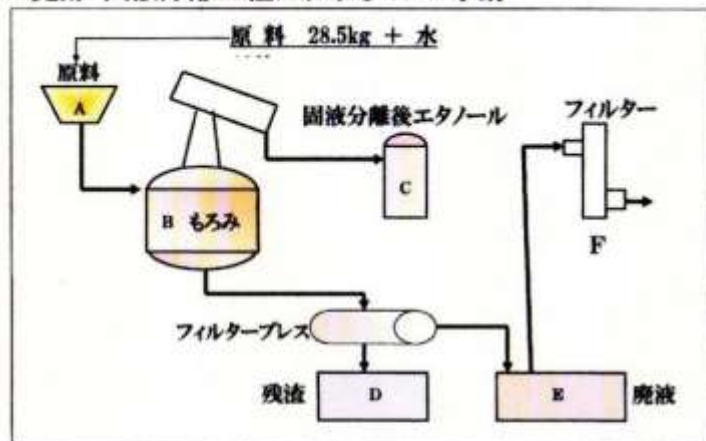 原料 28.5kg + 水
原料
A
固液分離後エタノール
フィルター
C
B もろみ
F
フィルタープレス
残渣
D
E
廃液